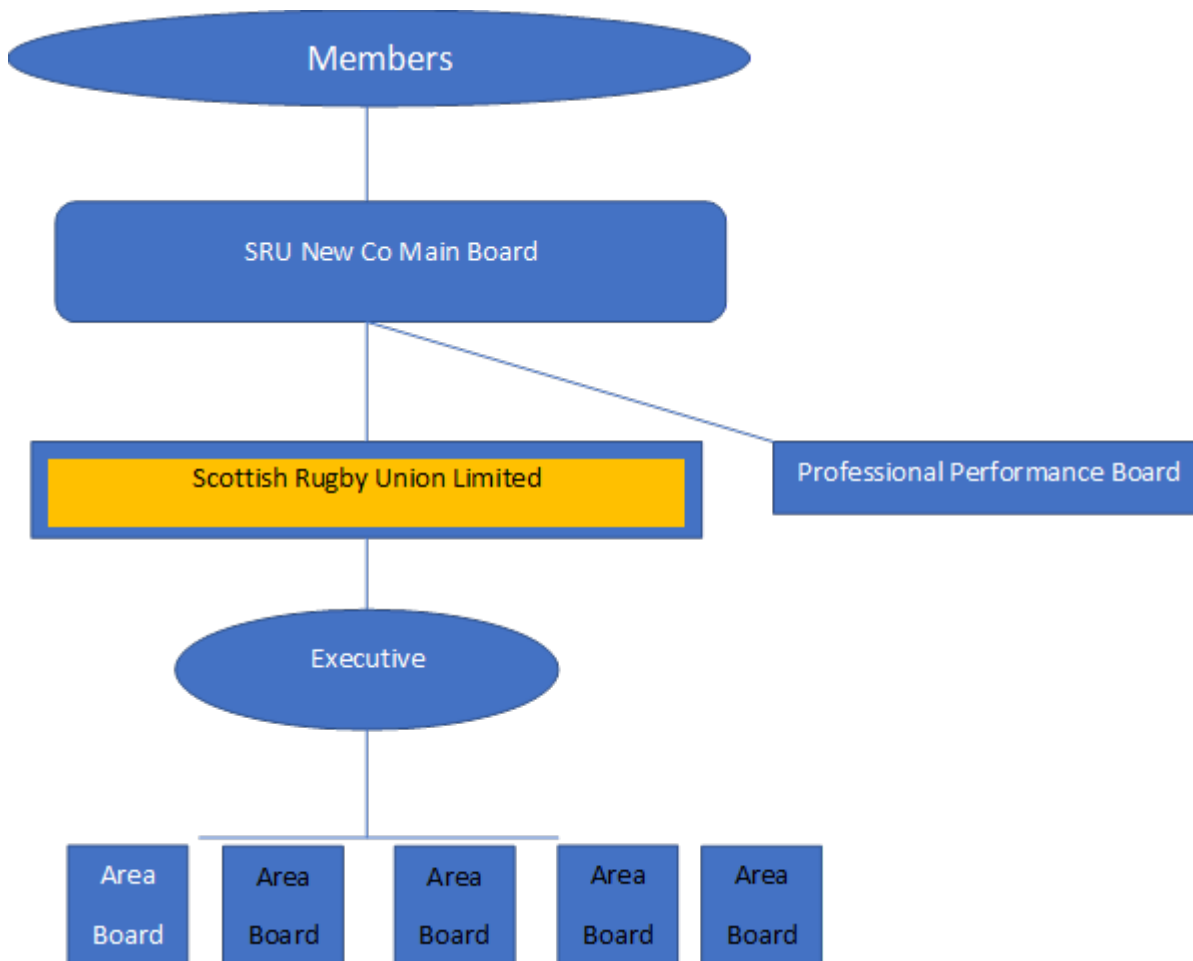 Members
SRU New Co Main Board
Scottish Rugby Union Limited
Professional Performance Board
Executive
Area
Board
Area
Board
Area
Board
Area
Board
Area
Board